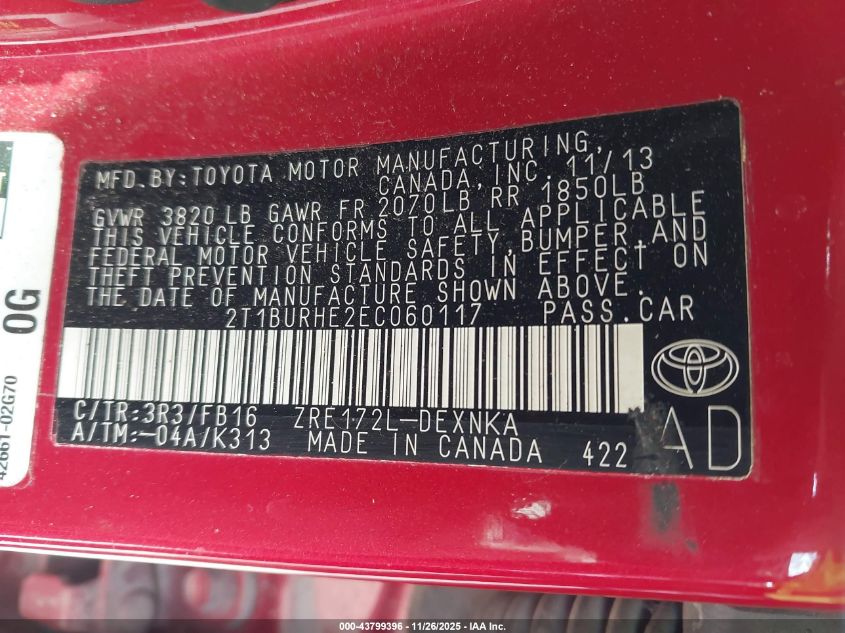 MFD.BY:TOYOTA MOTOR MANUFACTURING,
CANADA,INC.11/13
GVWR 3820 LB GAWR FR 2070LB RR 1850LB
THIS VEHICLE CONFORMS TO ALL APPLICABLE
FEDERAL MOTOR VEHICLE SAFETY,BUMPER,AND
THEFT PREVENTION STANDARDS IN EFFECT ON
THE DATE OF MANUFACTURE SHOWN ABOVE.
2T1BURHE2EC060117 PASS.CAR
C/TR:3R3/FB16 ZRE172L-DEXNKA
A/TM:-04A/K313 MADE IN CANADA 422
AD
0G
42661-02G70
000-43799396 - 11/26/2025 - IAA Inc.